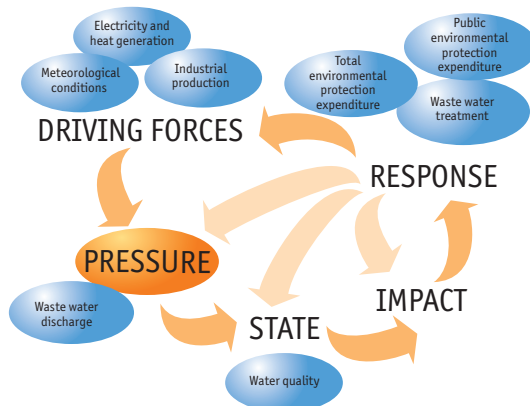 Electricity and
heat generation
Meteorological
conditions
Industrial
production
DRIVING FORCES
Total
environmental
protection
expenditure
Public
environmental
protection
expenditure
Waste water
treatment
RESPONSE
PRESSURE
Waste water
discharge
STATE
Water quality
IMPACT